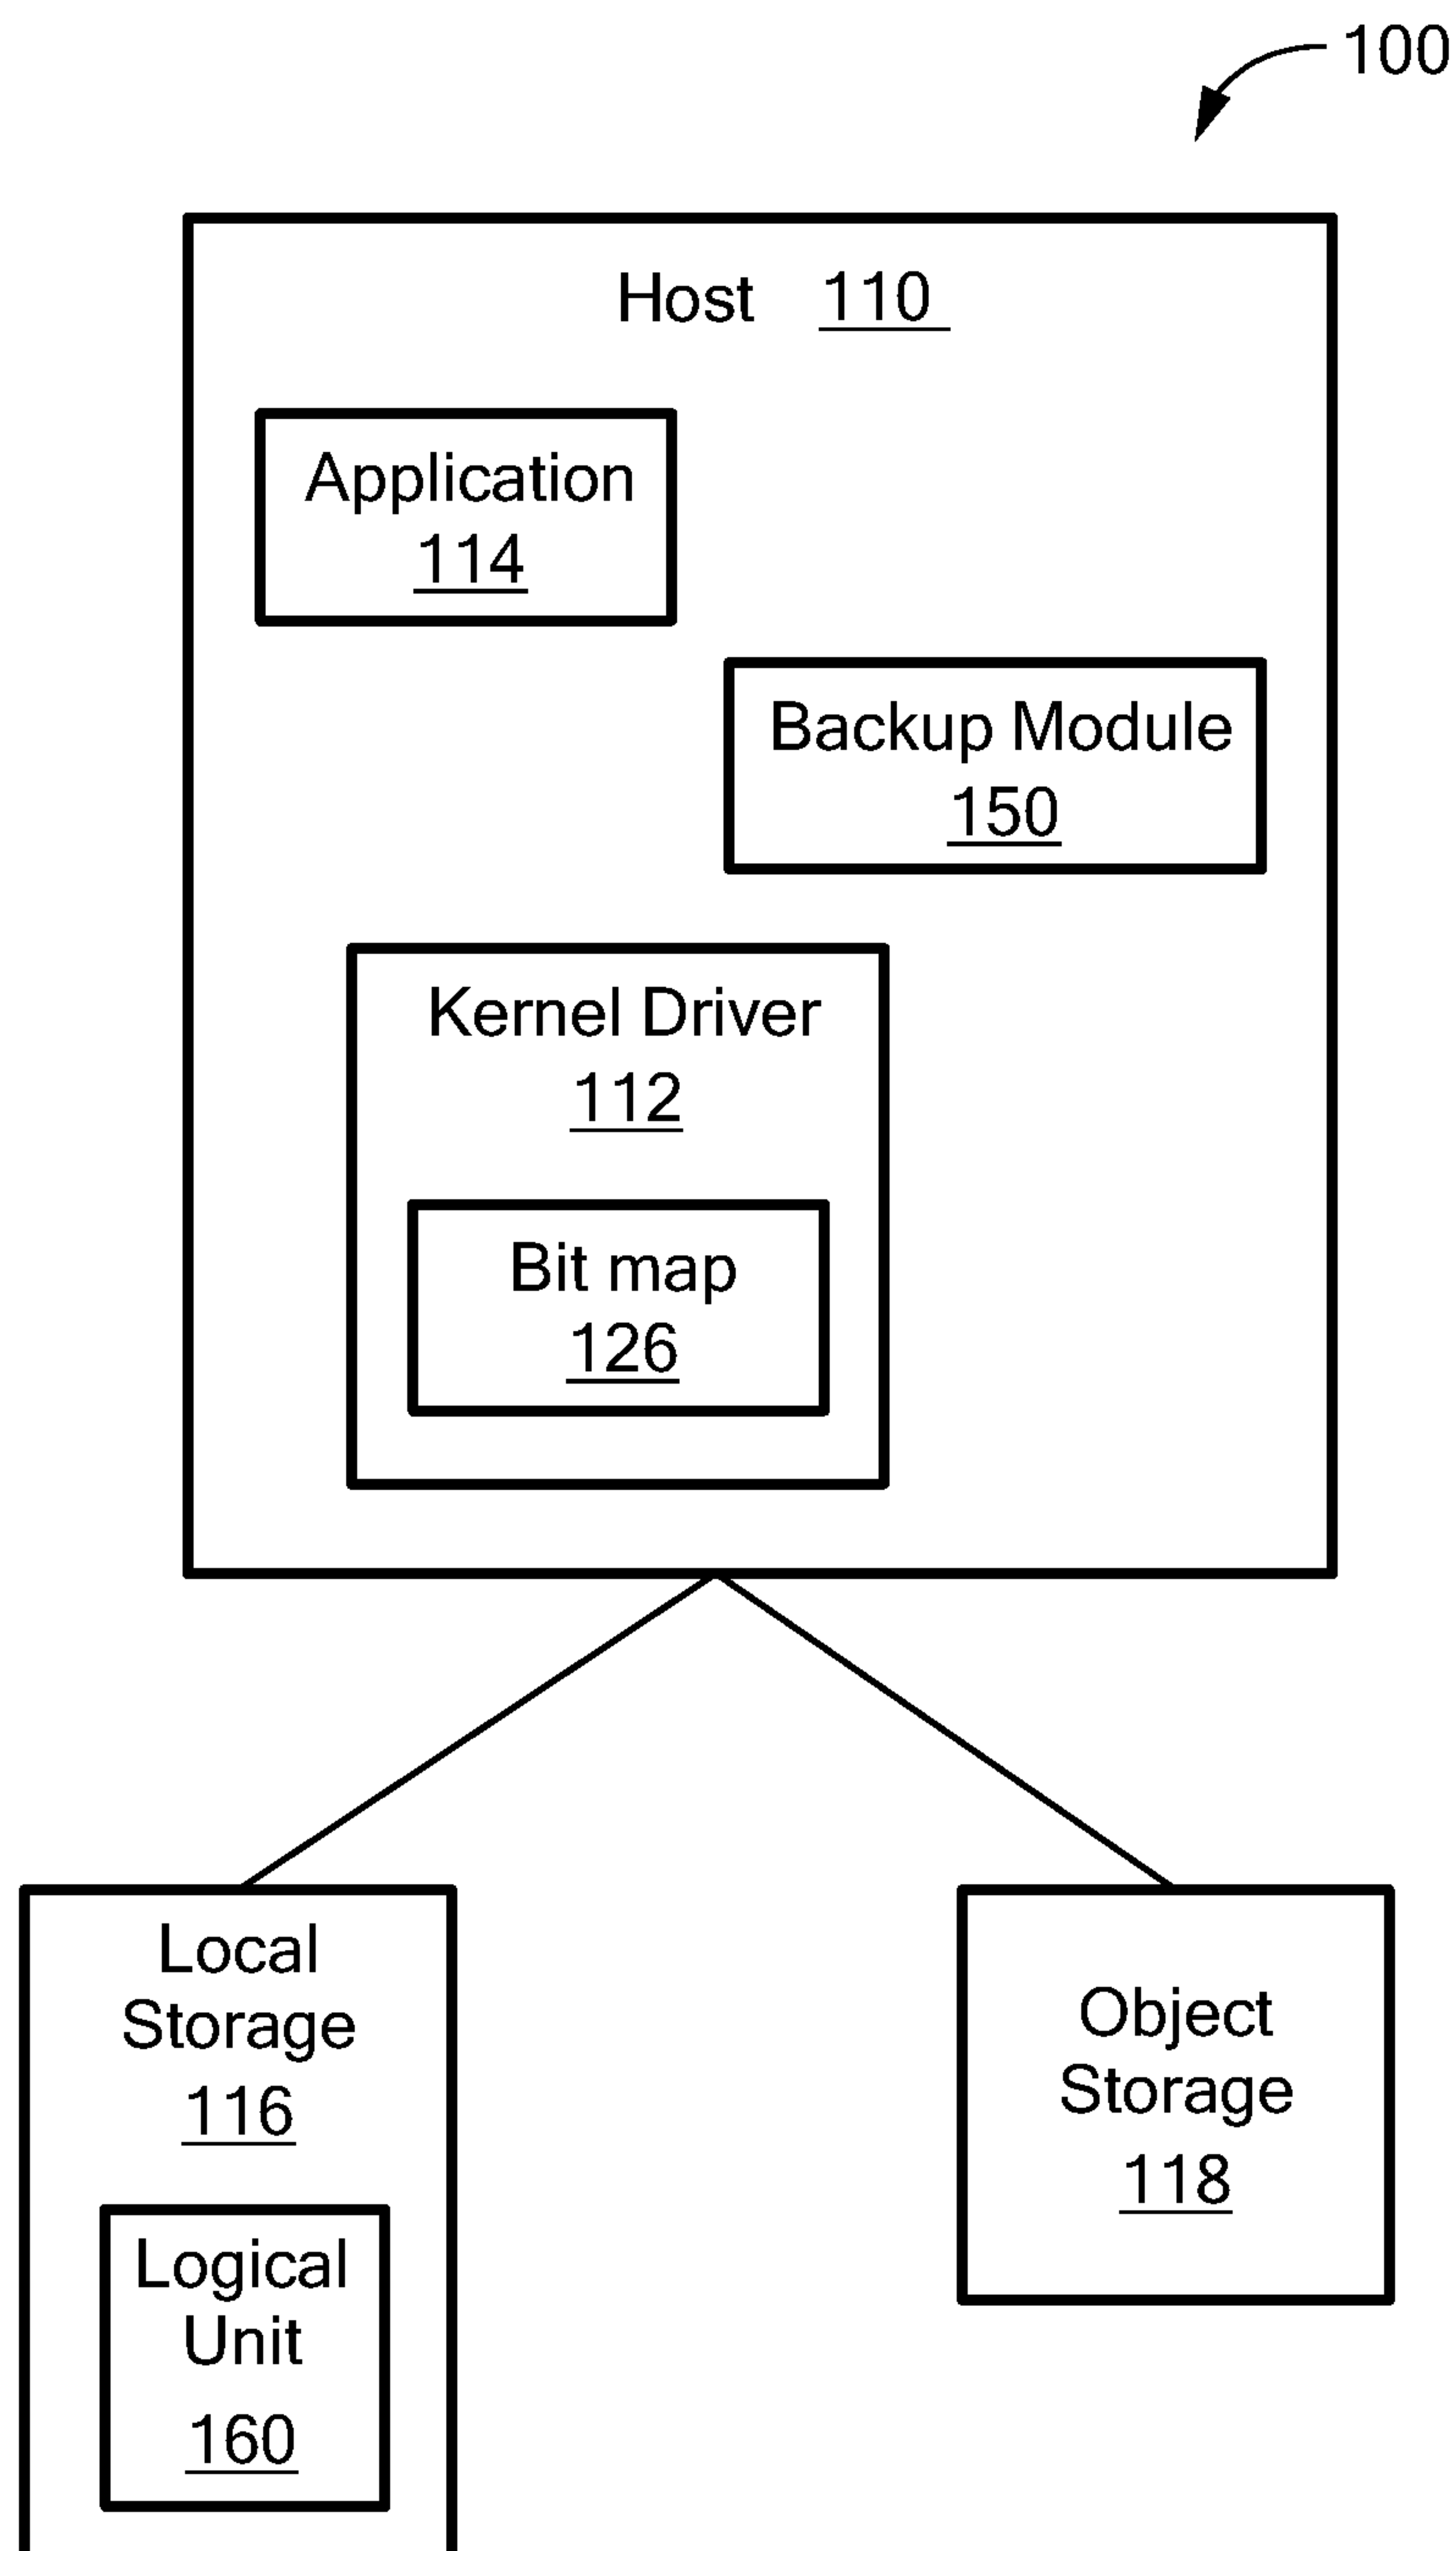 100
Host 110
Application
114
Backup Module
150
Kernel Driver
112
Bit map
126
Local
Storage
116
Logical
Unit
160
Object
Storage
118